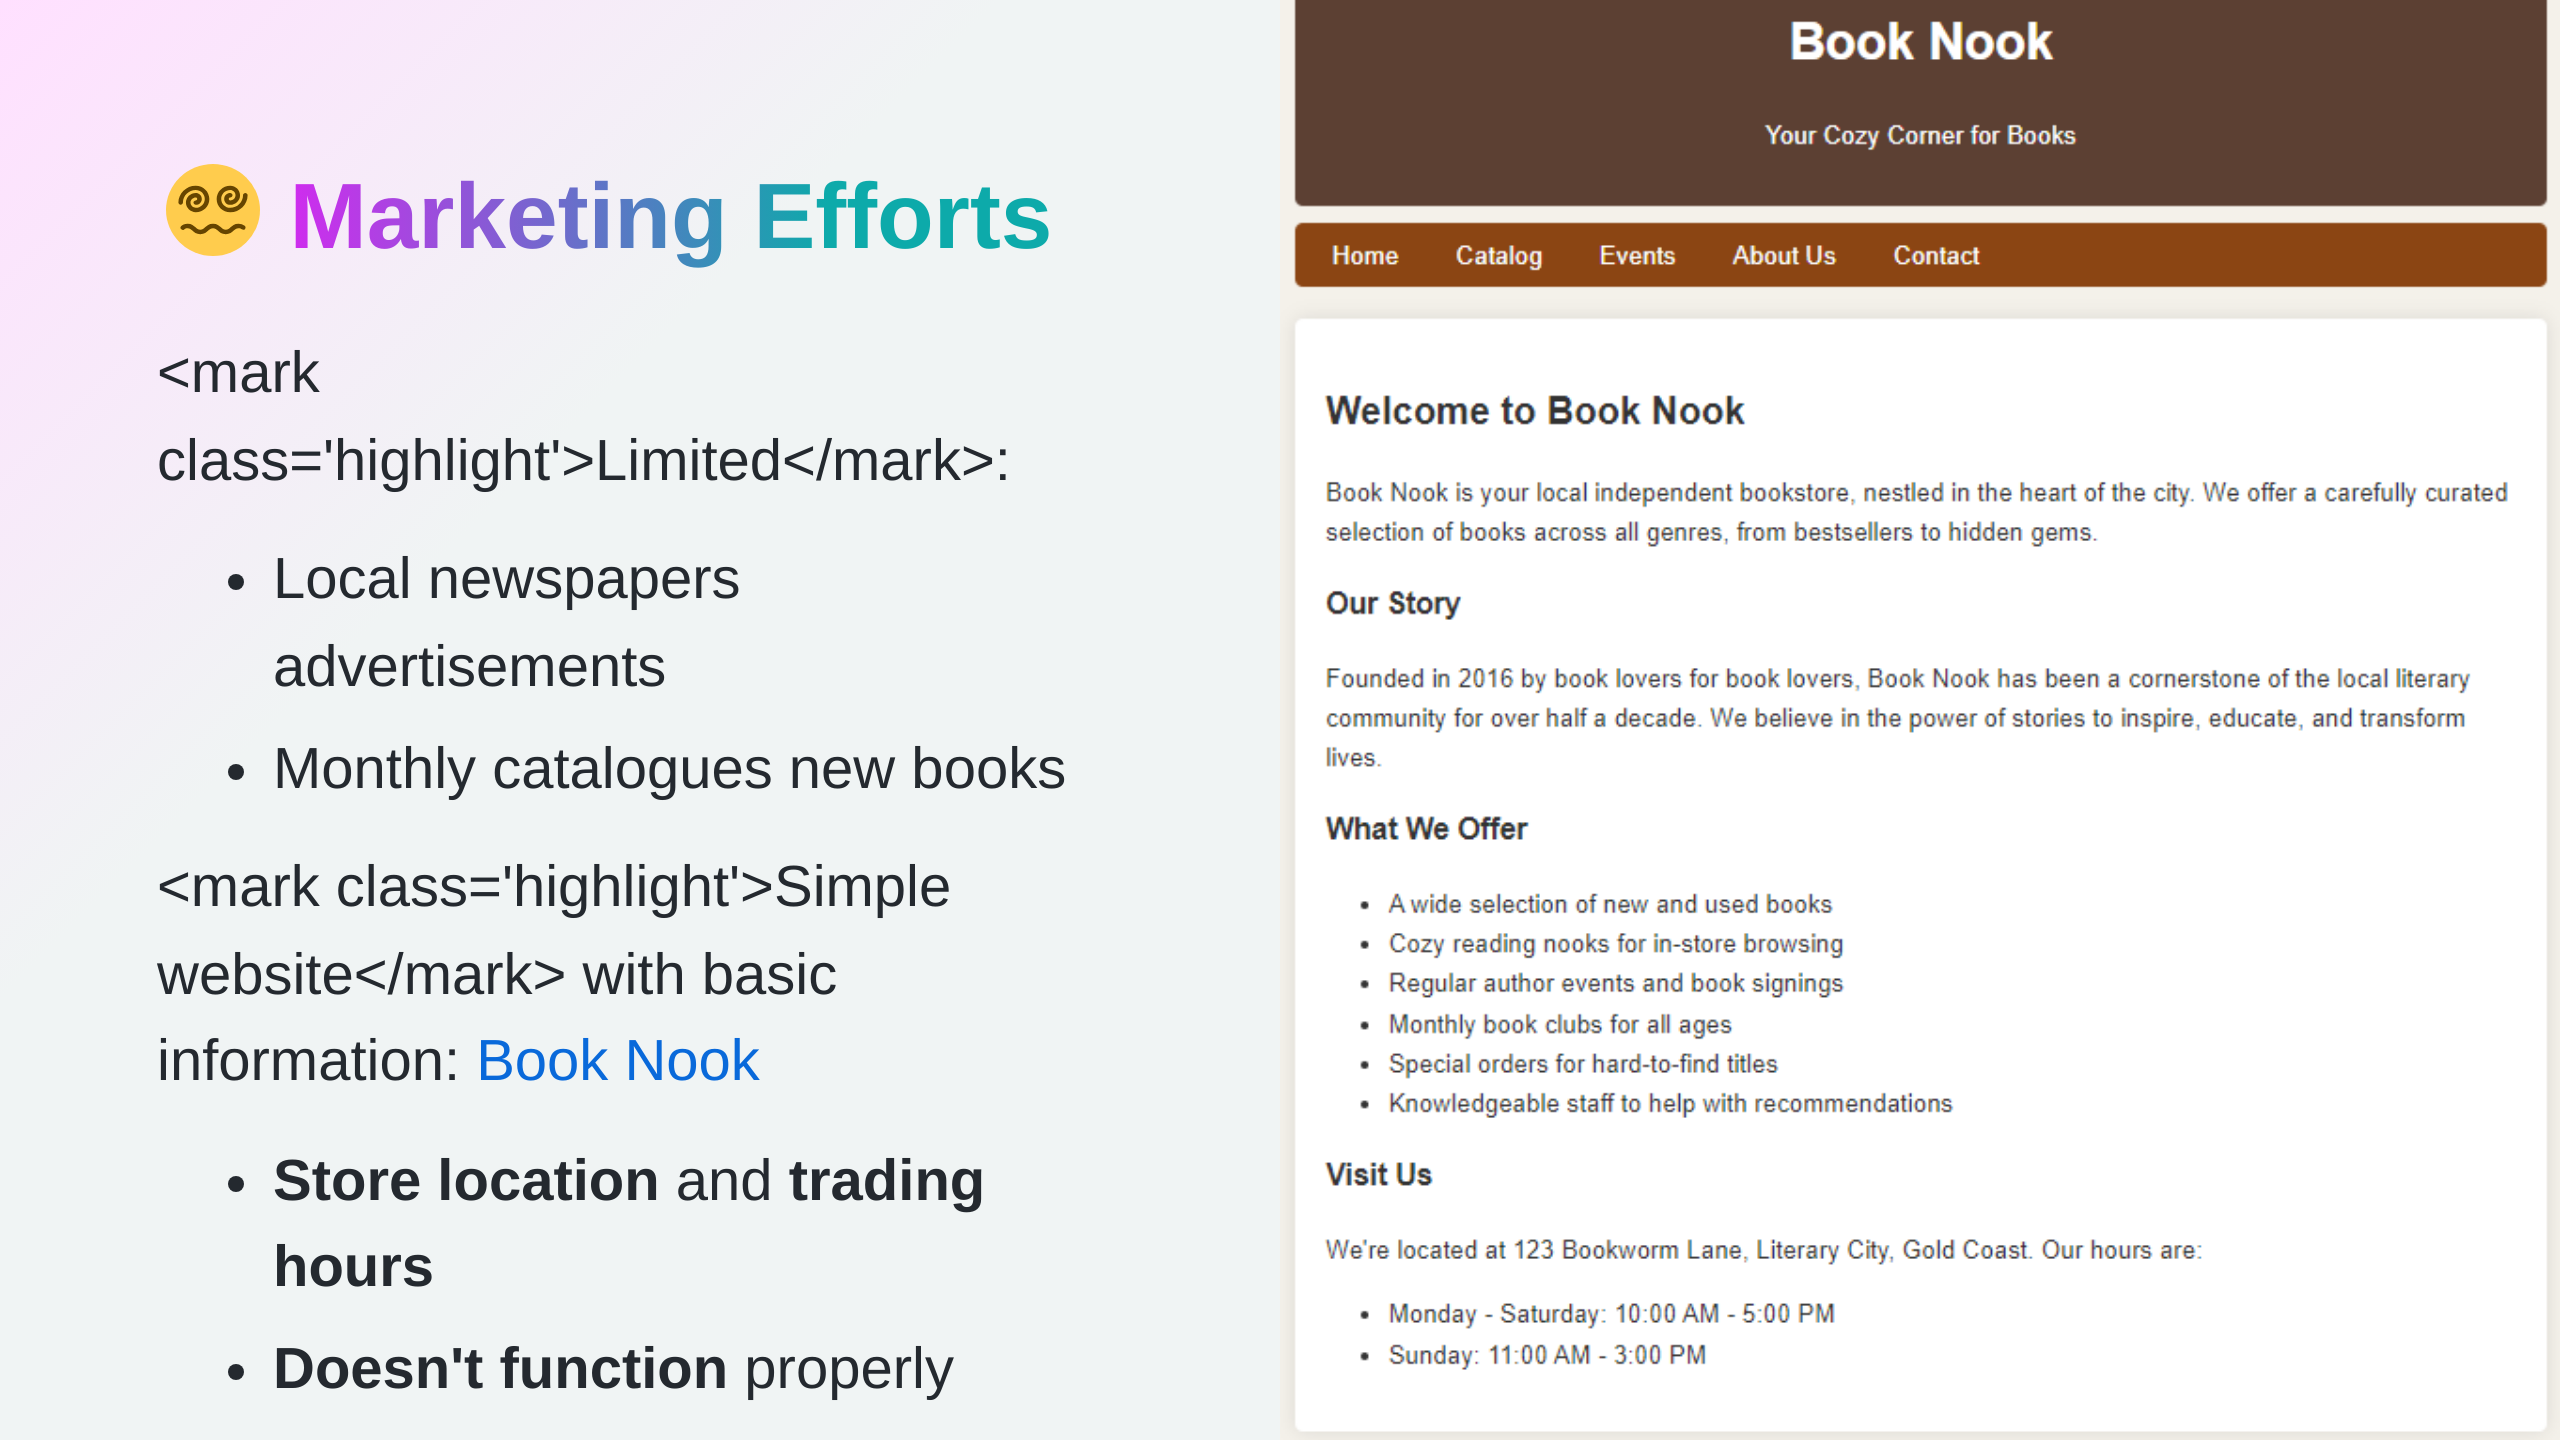 Marketing Efforts
<mark
class='highlight'>Limited</mark>:
• Local newspapers
advertisements
• Monthly catalogues new books
<mark class='highlight'>Simple
website</mark> with basic
information: Book Nook
• Store location and trading
hours
• Doesn't function properly
Book Nook
Your Cozy Corner for Books
Home Catalog Events About Us Contact
Welcome to Book Nook
Book Nook is your local independent bookstore, nestled in the heart of the city. We offer a carefully curated
selection of books across all genres, from bestsellers to hidden gems.
Our Story
Founded in 2016 by book lovers for book lovers, Book Nook has been a cornerstone of the local literary
community for over half a decade. We believe in the power of stories to inspire, educate, and transform
lives.
What We Offer
• A wide selection of new and used books
• Cozy reading nooks for in-store browsing
• Regular author events and book signings
• Monthly book clubs for all ages
• Special orders for hard-to-find titles
• Knowledgeable staff to help with recommendations
Visit Us
We're located at 123 Bookworm Lane, Literary City, Gold Coast. Our hours are:
• Monday - Saturday: 10:00 AM - 5:00 PM
• Sunday: 11:00 AM - 3:00 PM